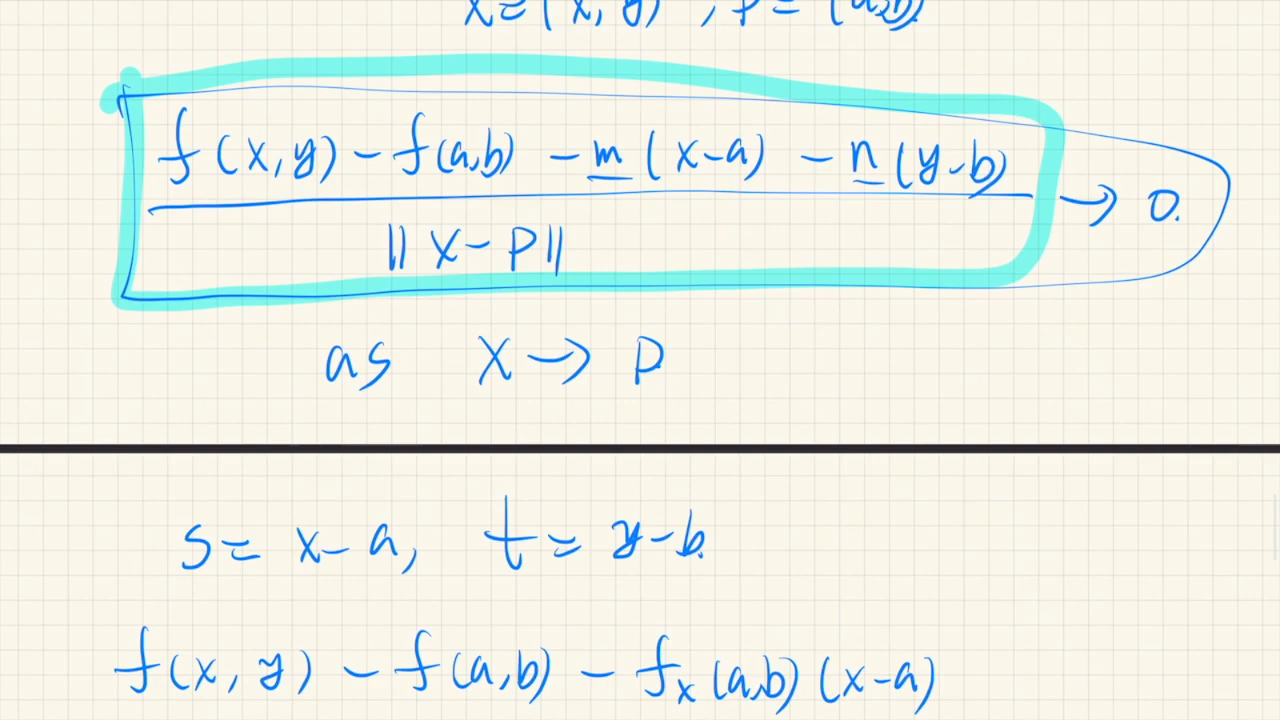 X = (x, y), P = (a,b)
f(x,y) - f(a,b) - m(x-a) - n(y-b)
‖X - P‖
→ 0.
as X → P
s = x-a, t = y-b.
f(x,y) - f(a,b) - fₓ(a,b)(x-a)